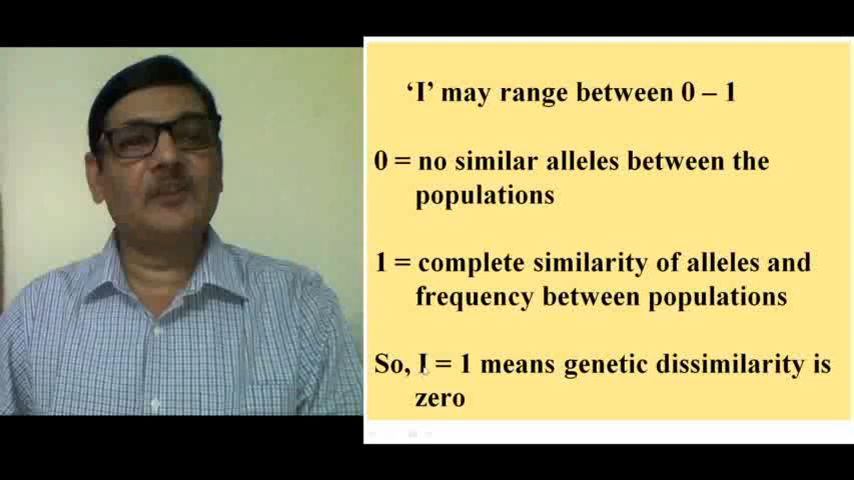 ‘I’ may range between 0 – 1
0 = no similar alleles between the
populations
1 = complete similarity of alleles and
frequency between populations
So, I = 1 means genetic dissimilarity is
zero